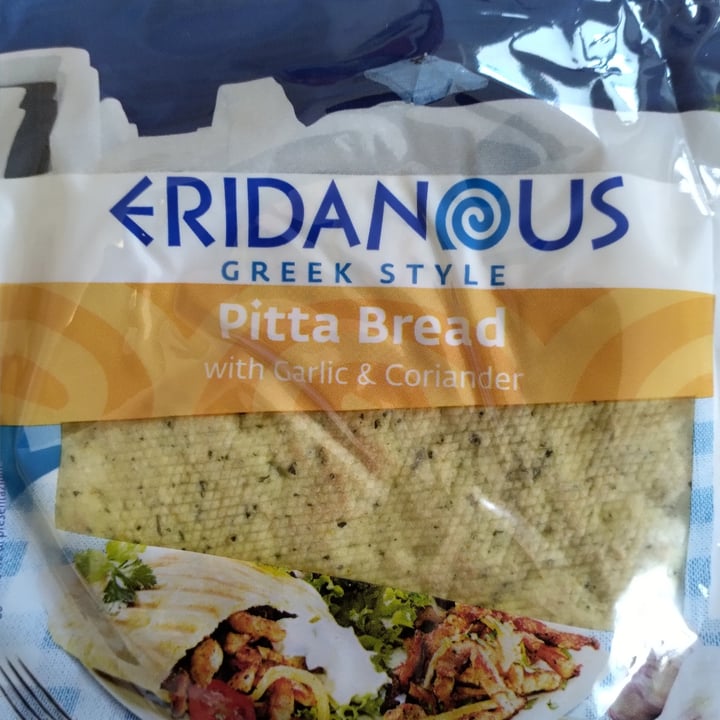 ERIDANOUS
GREEK STYLE
Pitta Bread
with Garlic & Coriander